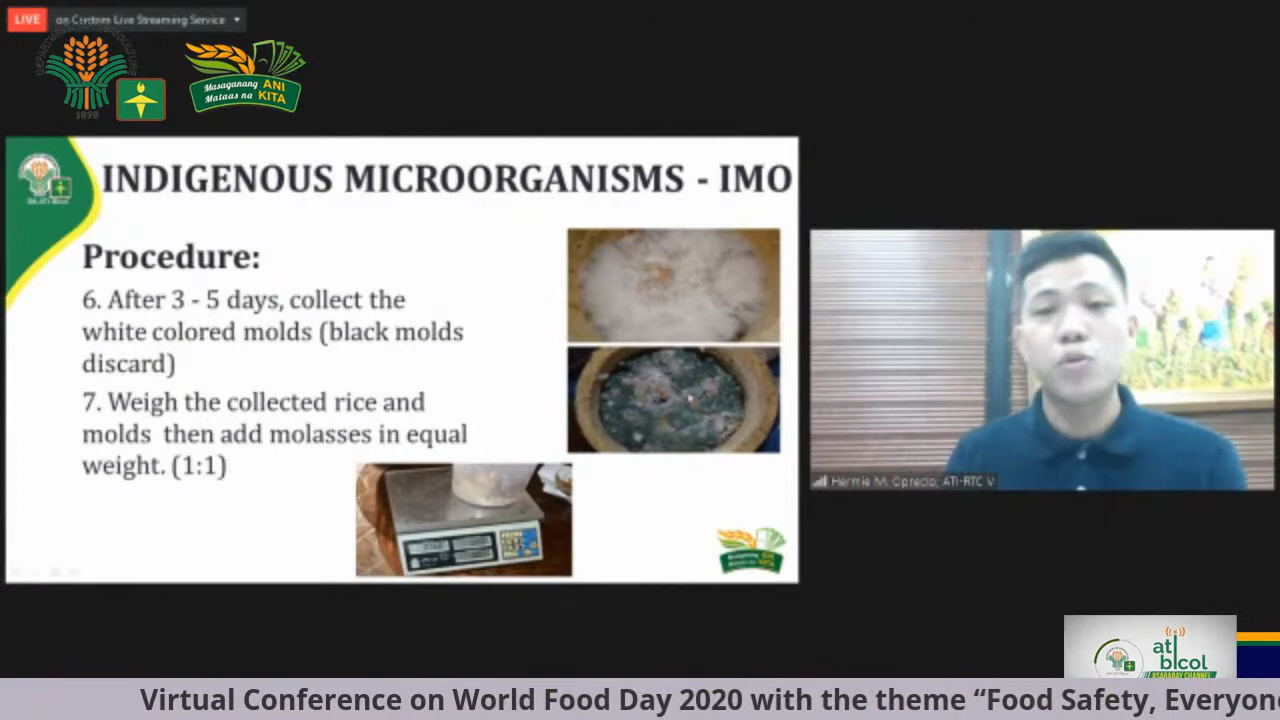 LIVE on Custom Live Streaming Service
1898
Masaganang ANI
Mataas na KITA
INDIGENOUS MICROORGANISMS - IMO
Procedure:
6. After 3 - 5 days, collect the
white colored molds (black molds
discard)
7. Weigh the collected rice and
molds then add molasses in equal
weight. (1:1)
Hermie M. Oprecio, ATI-RTC V
ati
bicol
Virtual Conference on World Food Day 2020 with the theme “Food Safety, Everyon